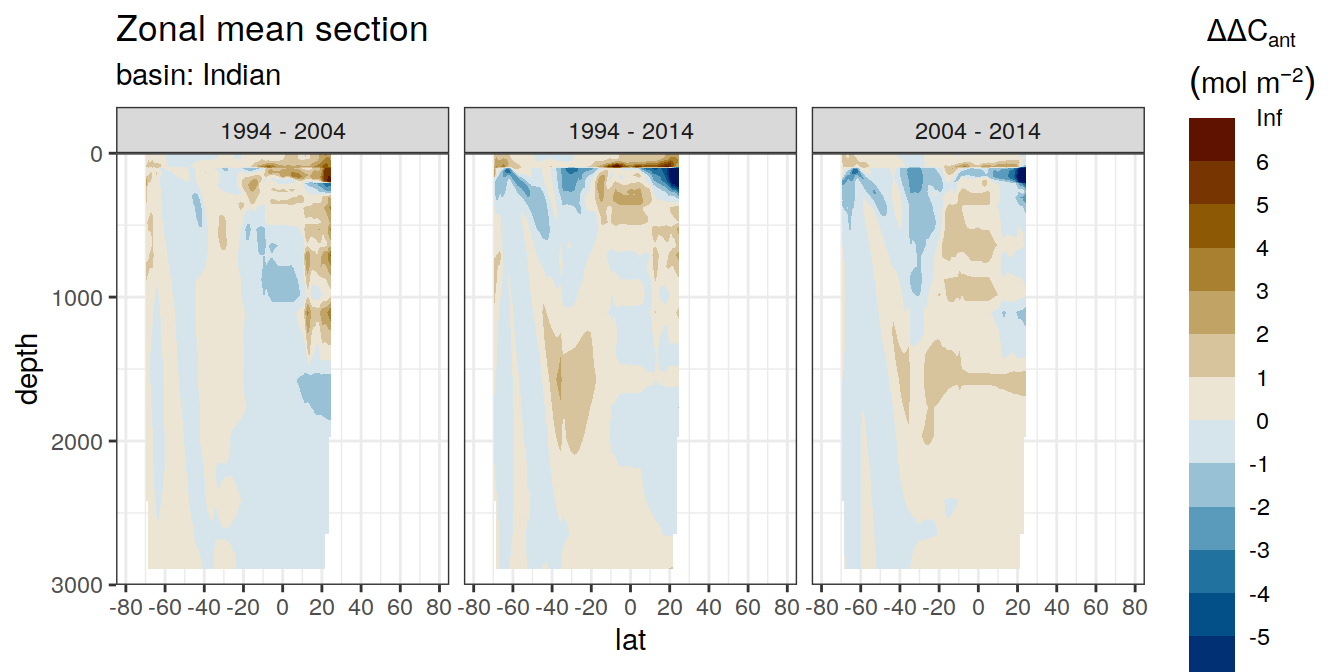 Zonal mean section
basin: Indian
1994 - 2004
1994 - 2014
2004 - 2014
depth
0
1000
2000
3000
-80 -60 -40 -20 0 20 40 60 80
-80 -60 -40 -20 0 20 40 60 80
-80 -60 -40 -20 0 20 40 60 80
lat
ΔΔCant
(mol m⁻²)
Inf
6
5
4
3
2
1
0
-1
-2
-3
-4
-5